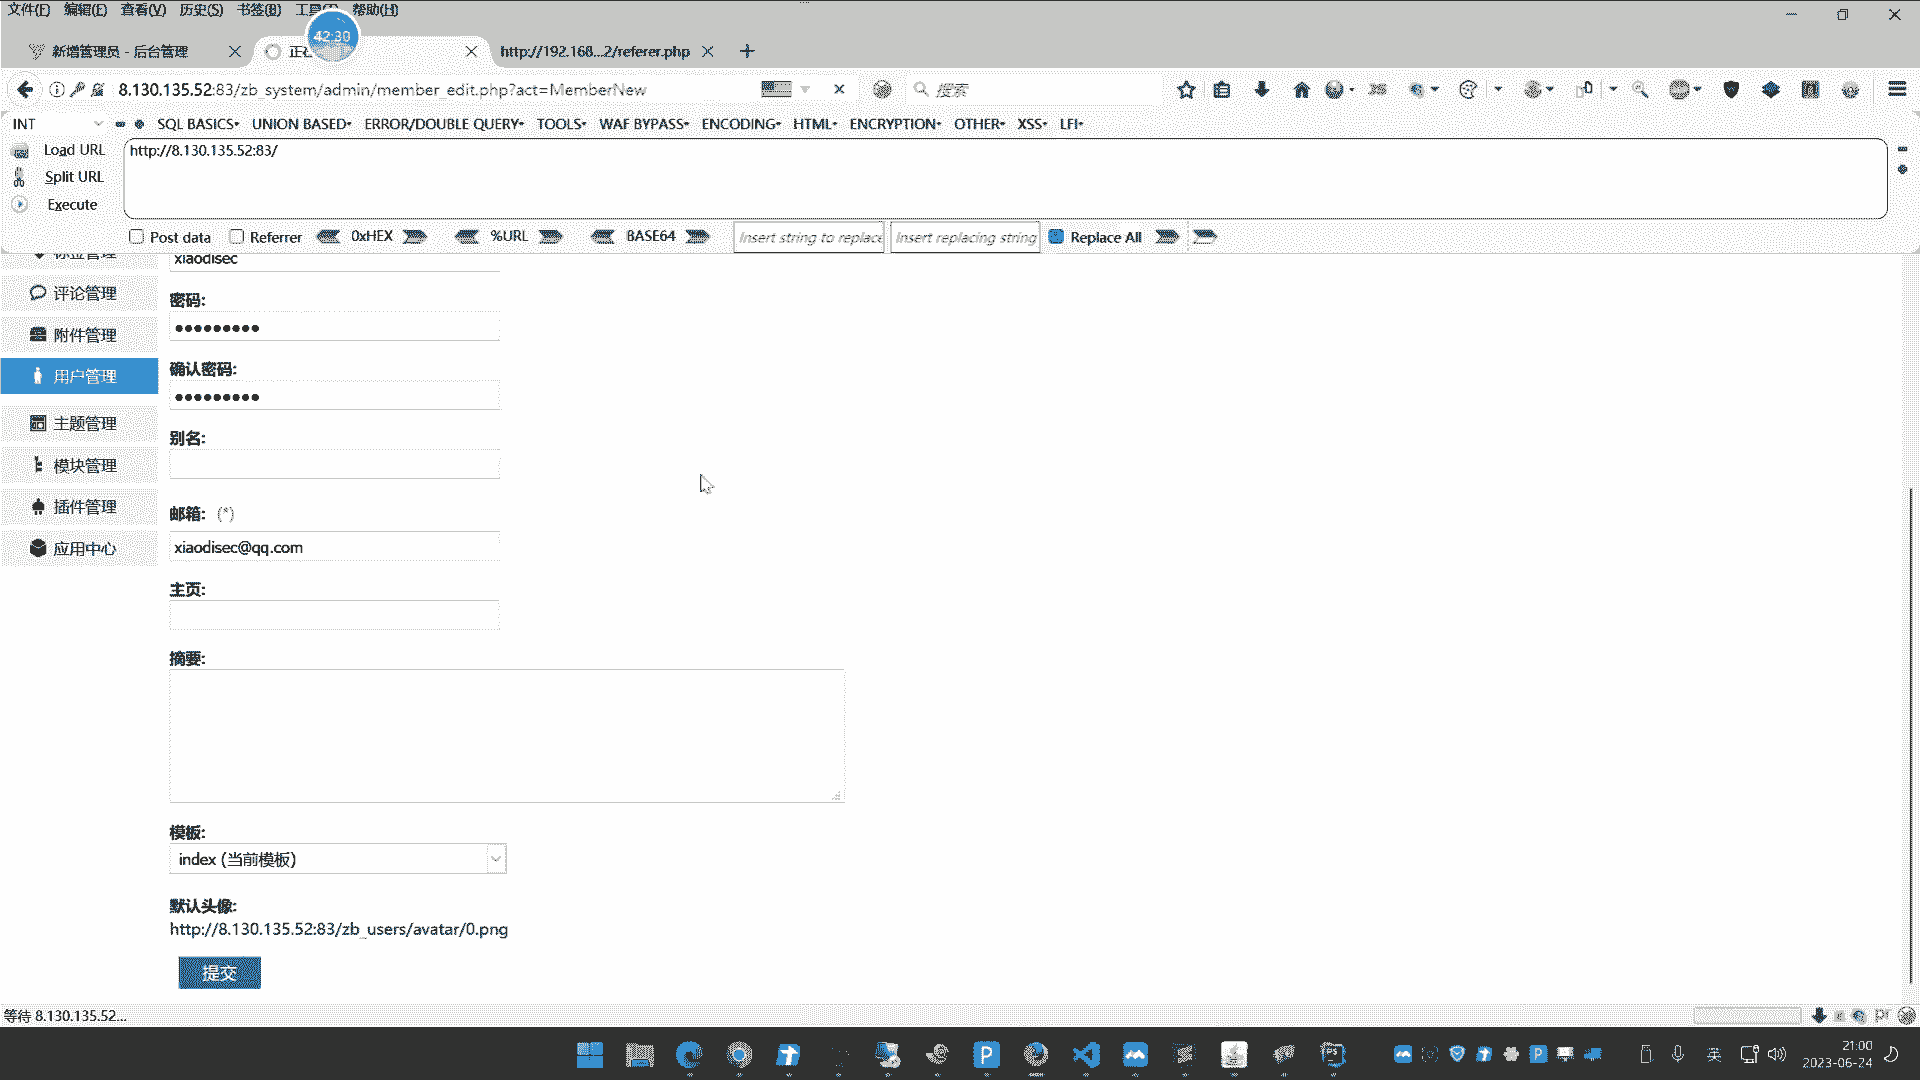 文件(F) 编辑(E) 查看(V) 历史(S) 书签(B) 帮助(H)
42:30
新增管理员 - 后台管理
http://192.168...2/referer.php
8.130.135.52:83/zb_system/admin/member_edit.php?act=MemberNew
搜索
INT
SQL BASICS
UNION BASED
ERROR/DOUBLE QUERY
TOOLS
WAF BYPASS
ENCODING
HTML
ENCRYPTION
OTHER
XSS
LFI
Load URL
http://8.130.135.52:83/
Split URL
Execute
Post data
Referrer
0xHEX
%URL
BASE64
Insert string to replace
Insert replacing string
Replace All
xiaodisec
评论管理
密码:
附件管理
用户管理
确认密码:
主题管理
别名:
模块管理
插件管理
邮箱: (*)
应用中心
xiaodisec@qq.com
主页:
摘要:
模板:
index (当前模板)
默认头像:
http://8.130.135.52:83/zb_users/avatar/0.png
提交
等待 8.130.135.52...
英
21:00
2023-06-24